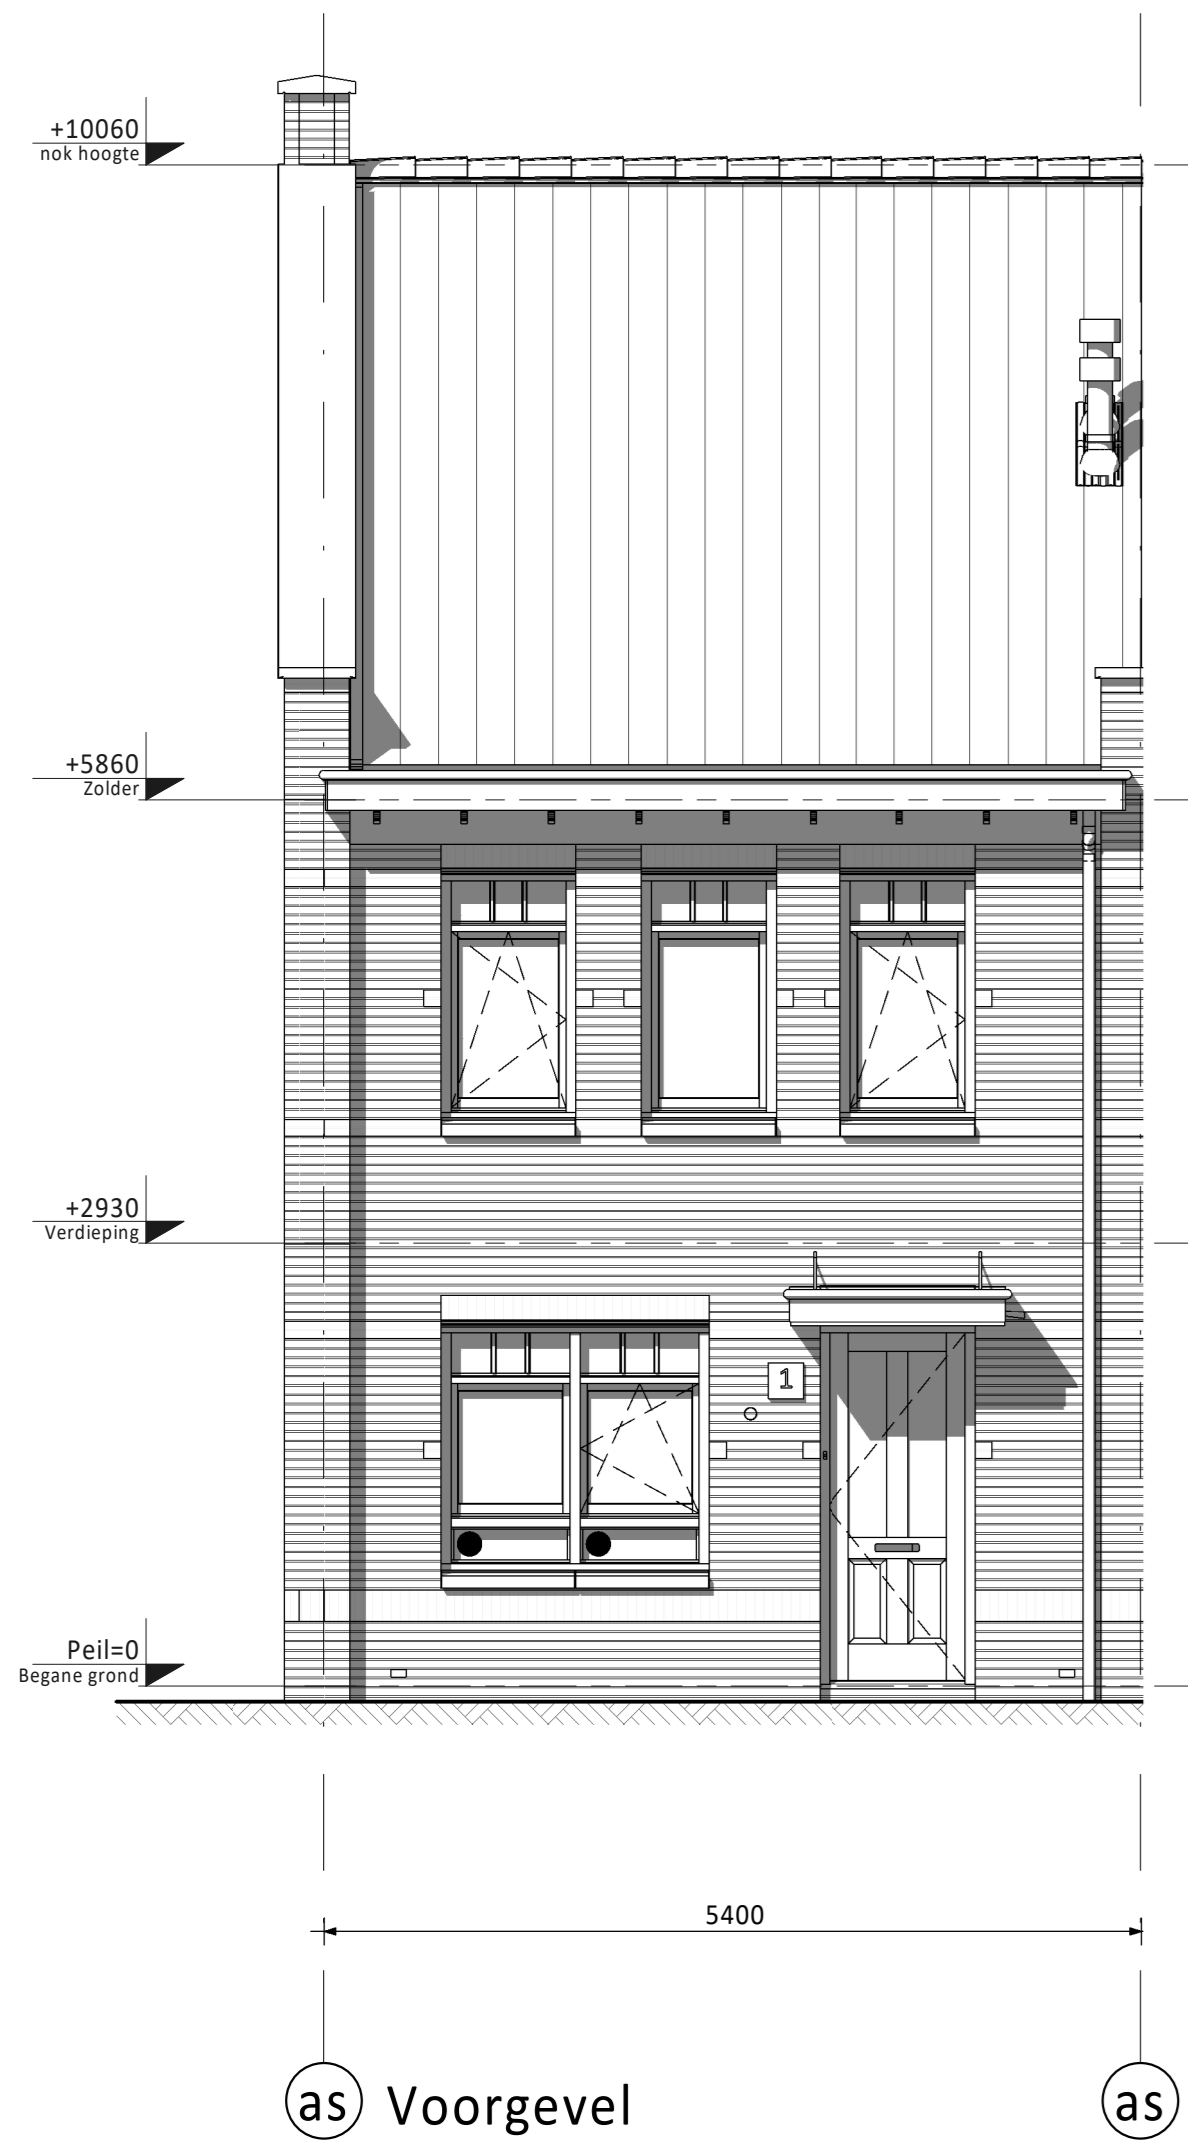 +10060
nok hoogte
+5860
Zolder
+2930
Verdieping
1
Peil=0
Begane grond
5400
as Voorgevel as